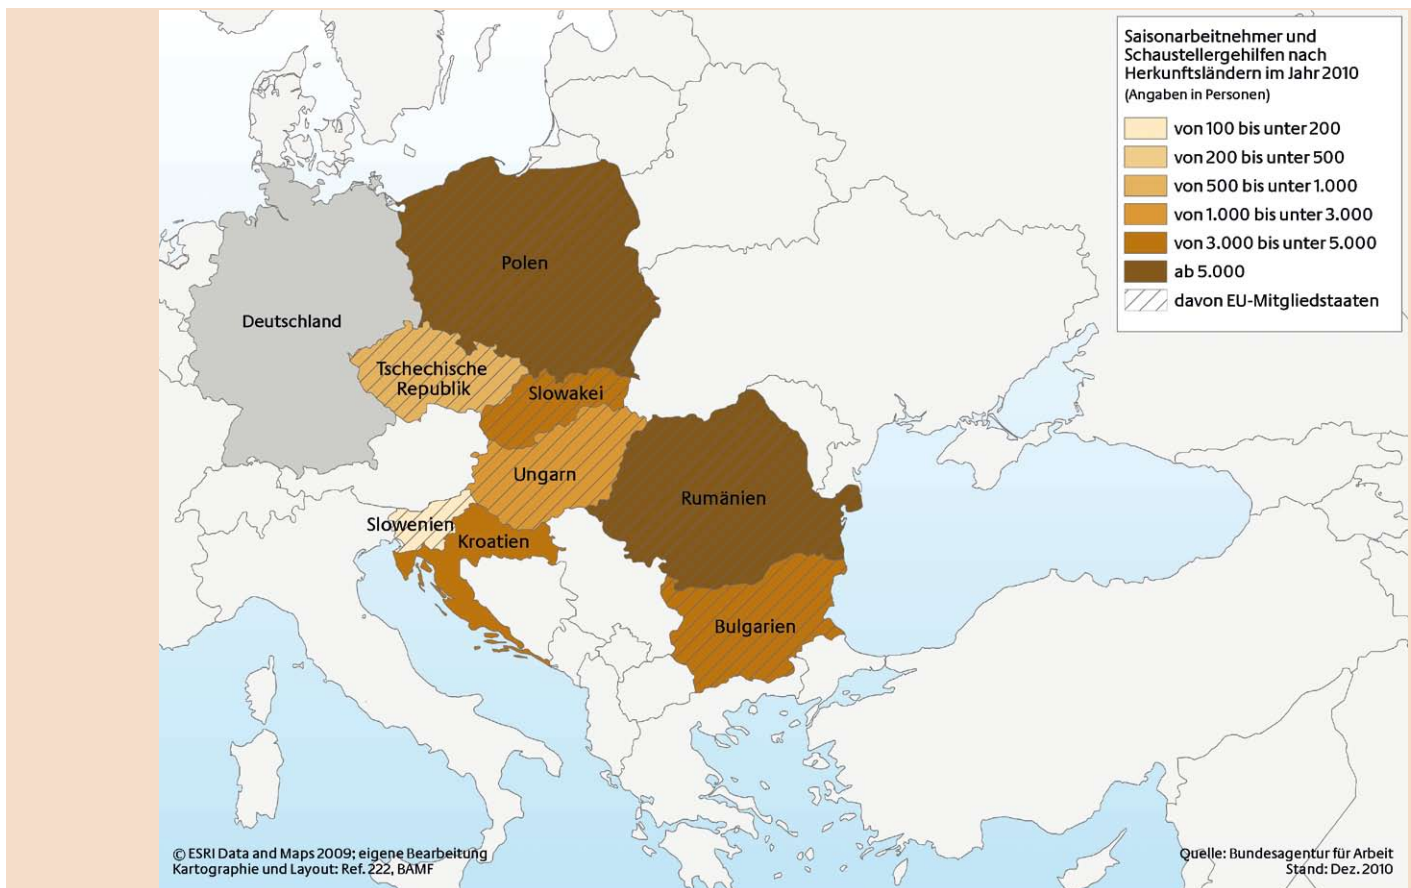 Saisonarbeitnehmer und
Schaustellergehilfen nach
Herkunftsländern im Jahr 2010
(Angaben in Personen)
von 100 bis unter 200
von 200 bis unter 500
von 500 bis unter 1.000
von 1.000 bis unter 3.000
von 3.000 bis unter 5.000
ab 5.000
davon EU-Mitgliedstaaten
Polen
Deutschland
Tschechische
Republik
Slowakei
Ungarn
Rumänien
Slowenien
Kroatien
Bulgarien
© ESRI Data and Maps 2009; eigene Bearbeitung
Kartographie und Layout: Ref. 222, BAMF
Quelle: Bundesagentur für Arbeit
Stand: Dez. 2010